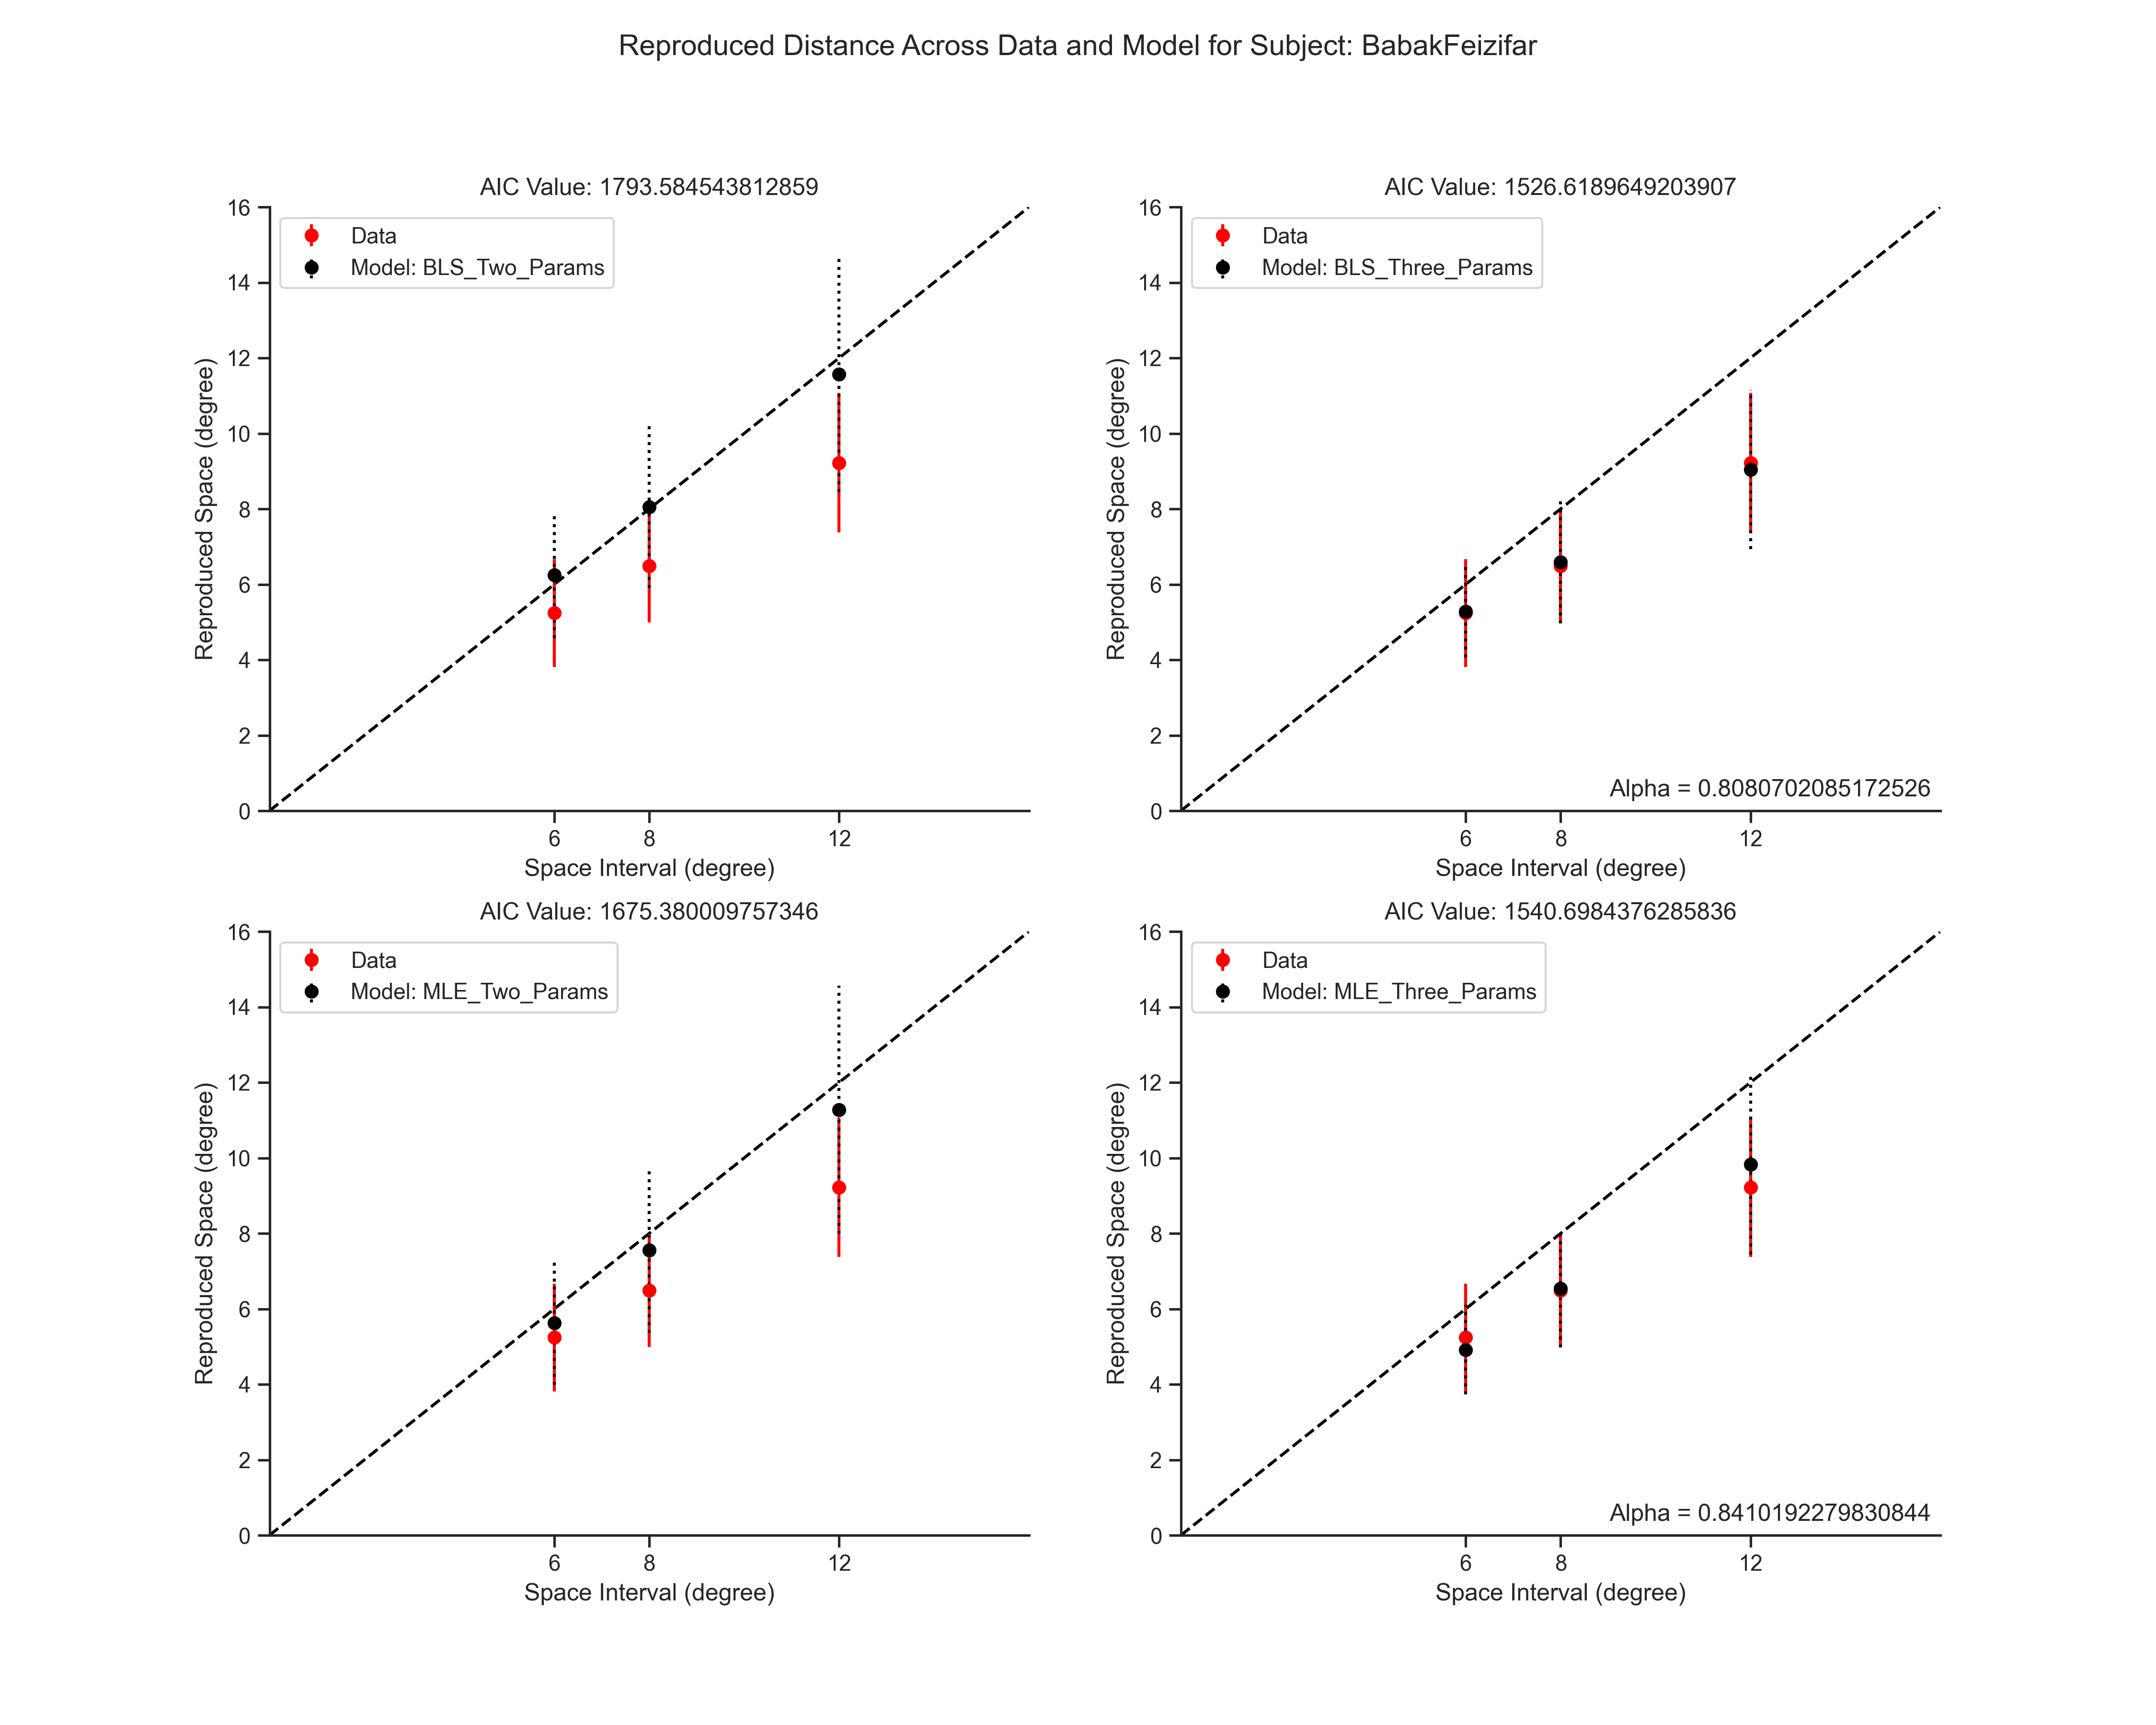 Reproduced Distance Across Data and Model for Subject: BabakFeizifar
AIC Value: 1793.584543812859
16
14
12
10
8
6
4
2
0
Reproduced Space (degree)
Data
Model: BLS_Two_Params
6 8 12
Space Interval (degree)
AIC Value: 1526.6189649203907
16
14
12
10
8
6
4
2
0
Reproduced Space (degree)
Data
Model: BLS_Three_Params
Alpha = 0.8080702085172526
6 8 12
Space Interval (degree)
AIC Value: 1675.380009757346
16
14
12
10
8
6
4
2
0
Reproduced Space (degree)
Data
Model: MLE_Two_Params
6 8 12
Space Interval (degree)
AIC Value: 1540.6984376285836
16
14
12
10
8
6
4
2
0
Reproduced Space (degree)
Data
Model: MLE_Three_Params
Alpha = 0.8410192279830844
6 8 12
Space Interval (degree)